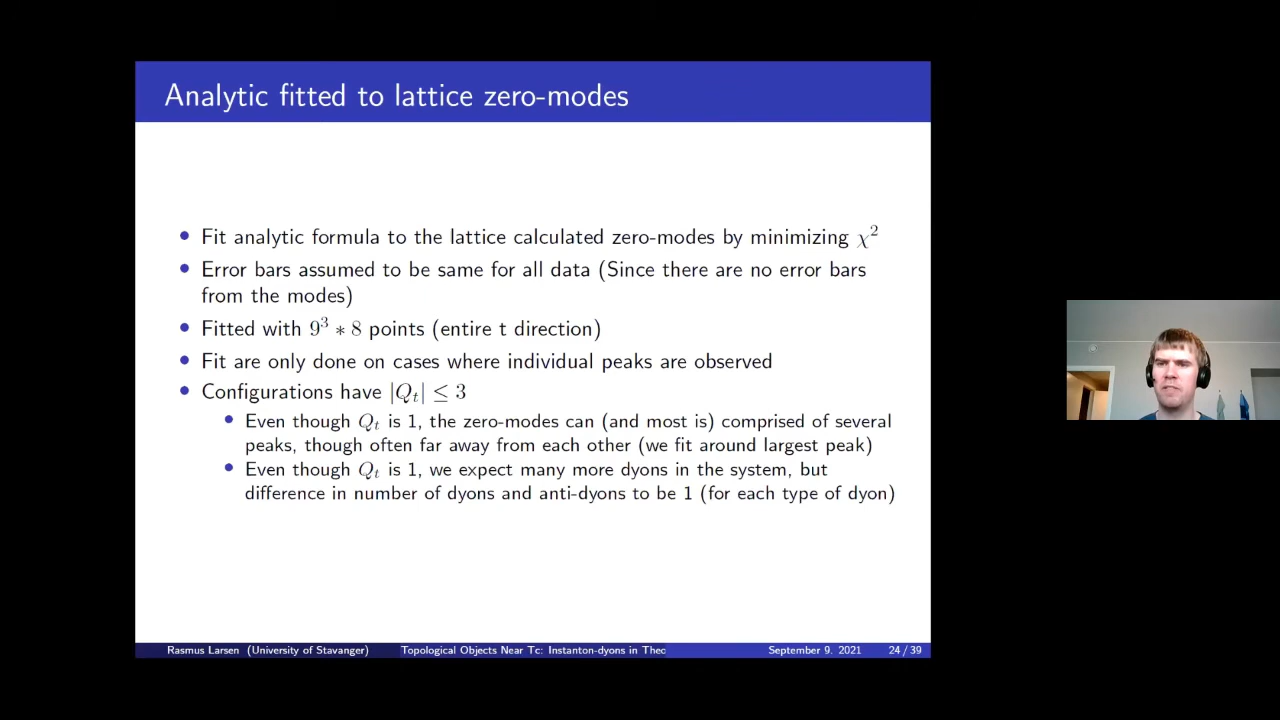 Analytic fitted to lattice zero-modes
• Fit analytic formula to the lattice calculated zero-modes by minimizing χ²
• Error bars assumed to be same for all data (Since there are no error bars
from the modes)
• Fitted with 9³ ∗ 8 points (entire t direction)
• Fit are only done on cases where individual peaks are observed
• Configurations have |Qₜ| ≤ 3
• Even though Qₜ is 1, the zero-modes can (and most is) comprised of several
peaks, though often far away from each other (we fit around largest peak)
• Even though Qₜ is 1, we expect many more dyons in the system, but
difference in number of dyons and anti-dyons to be 1 (for each type of dyon)
Rasmus Larsen (University of Stavanger) Topological Objects Near Tc: Instanton-dyons in Theo September 9. 2021 24 / 39